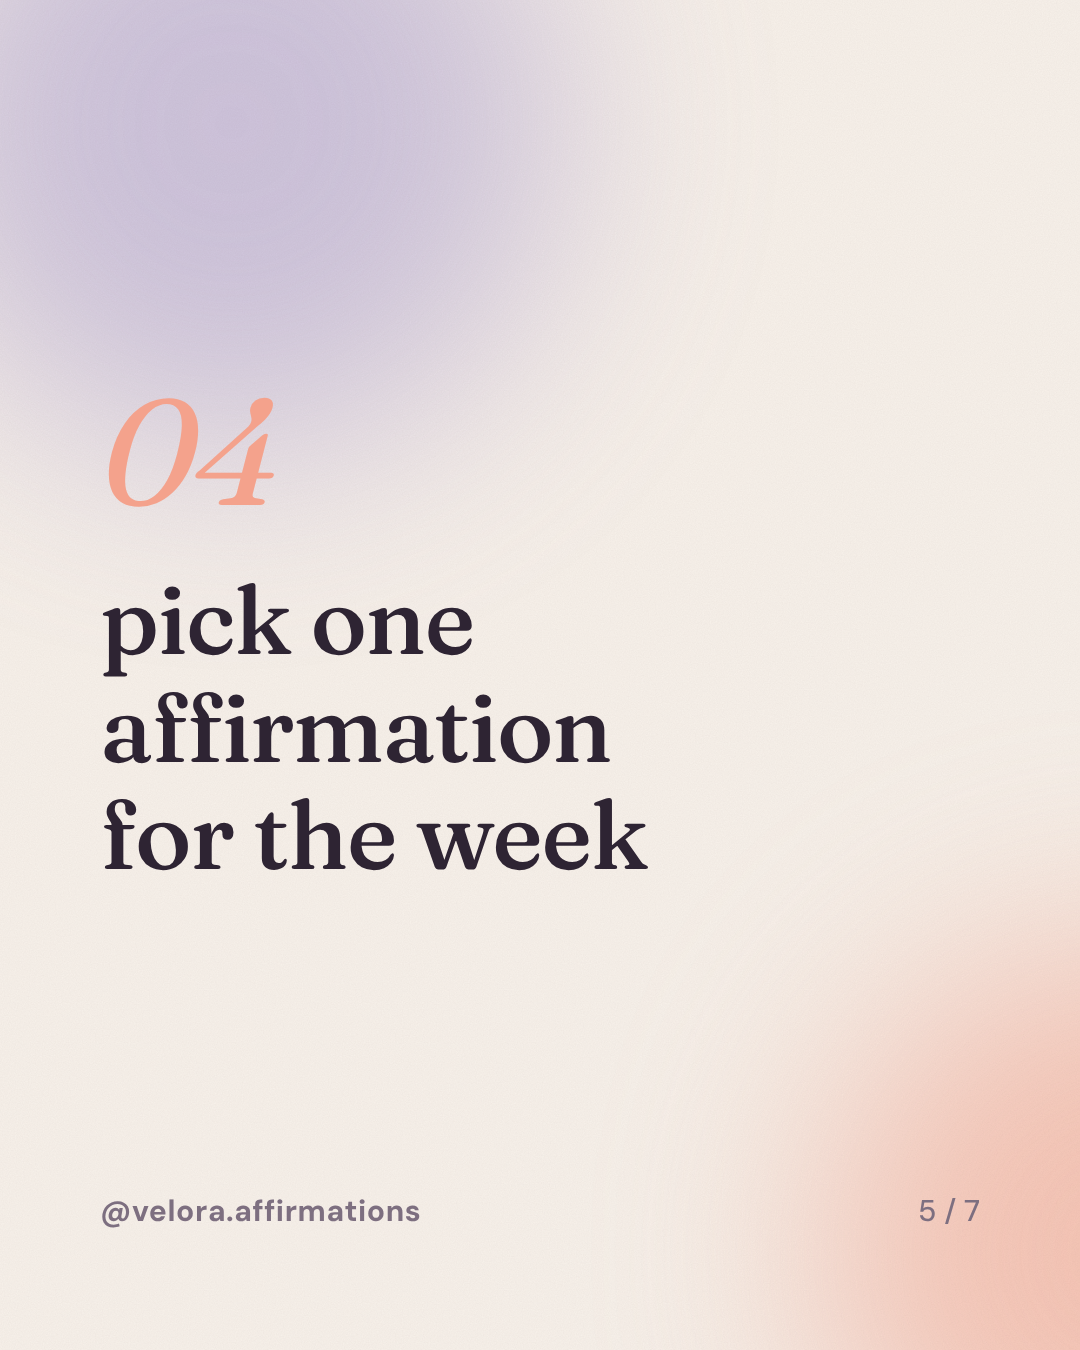 04
pick one
affirmation
for the week
@velora.affirmations
5 / 7